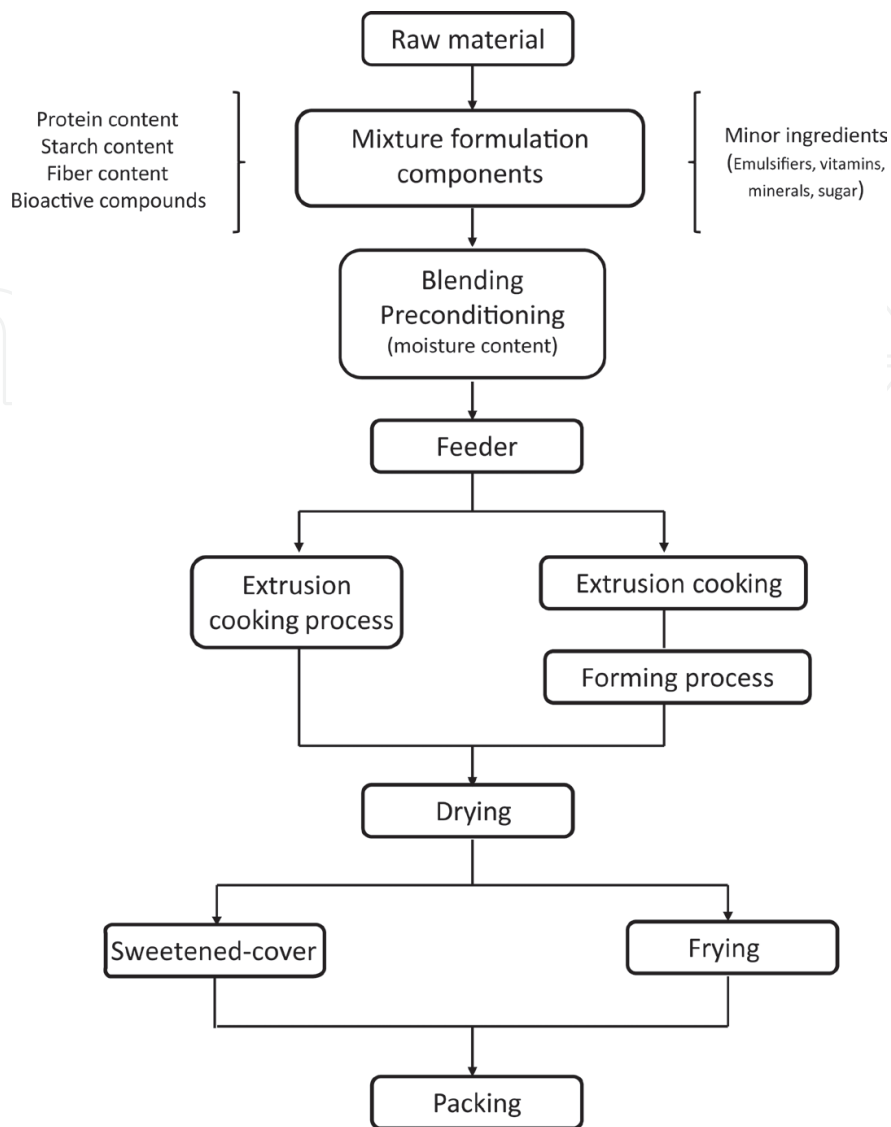 Raw material
Protein content
Starch content
Fiber content
Bioactive compounds
Mixture formulation
components
Minor ingredients
(Emulsifiers, vitamins,
minerals, sugar)
Blending
Preconditioning
(moisture content)
Feeder
Extrusion
cooking process
Extrusion cooking
Forming process
Drying
Sweetened-cover
Frying
Packing